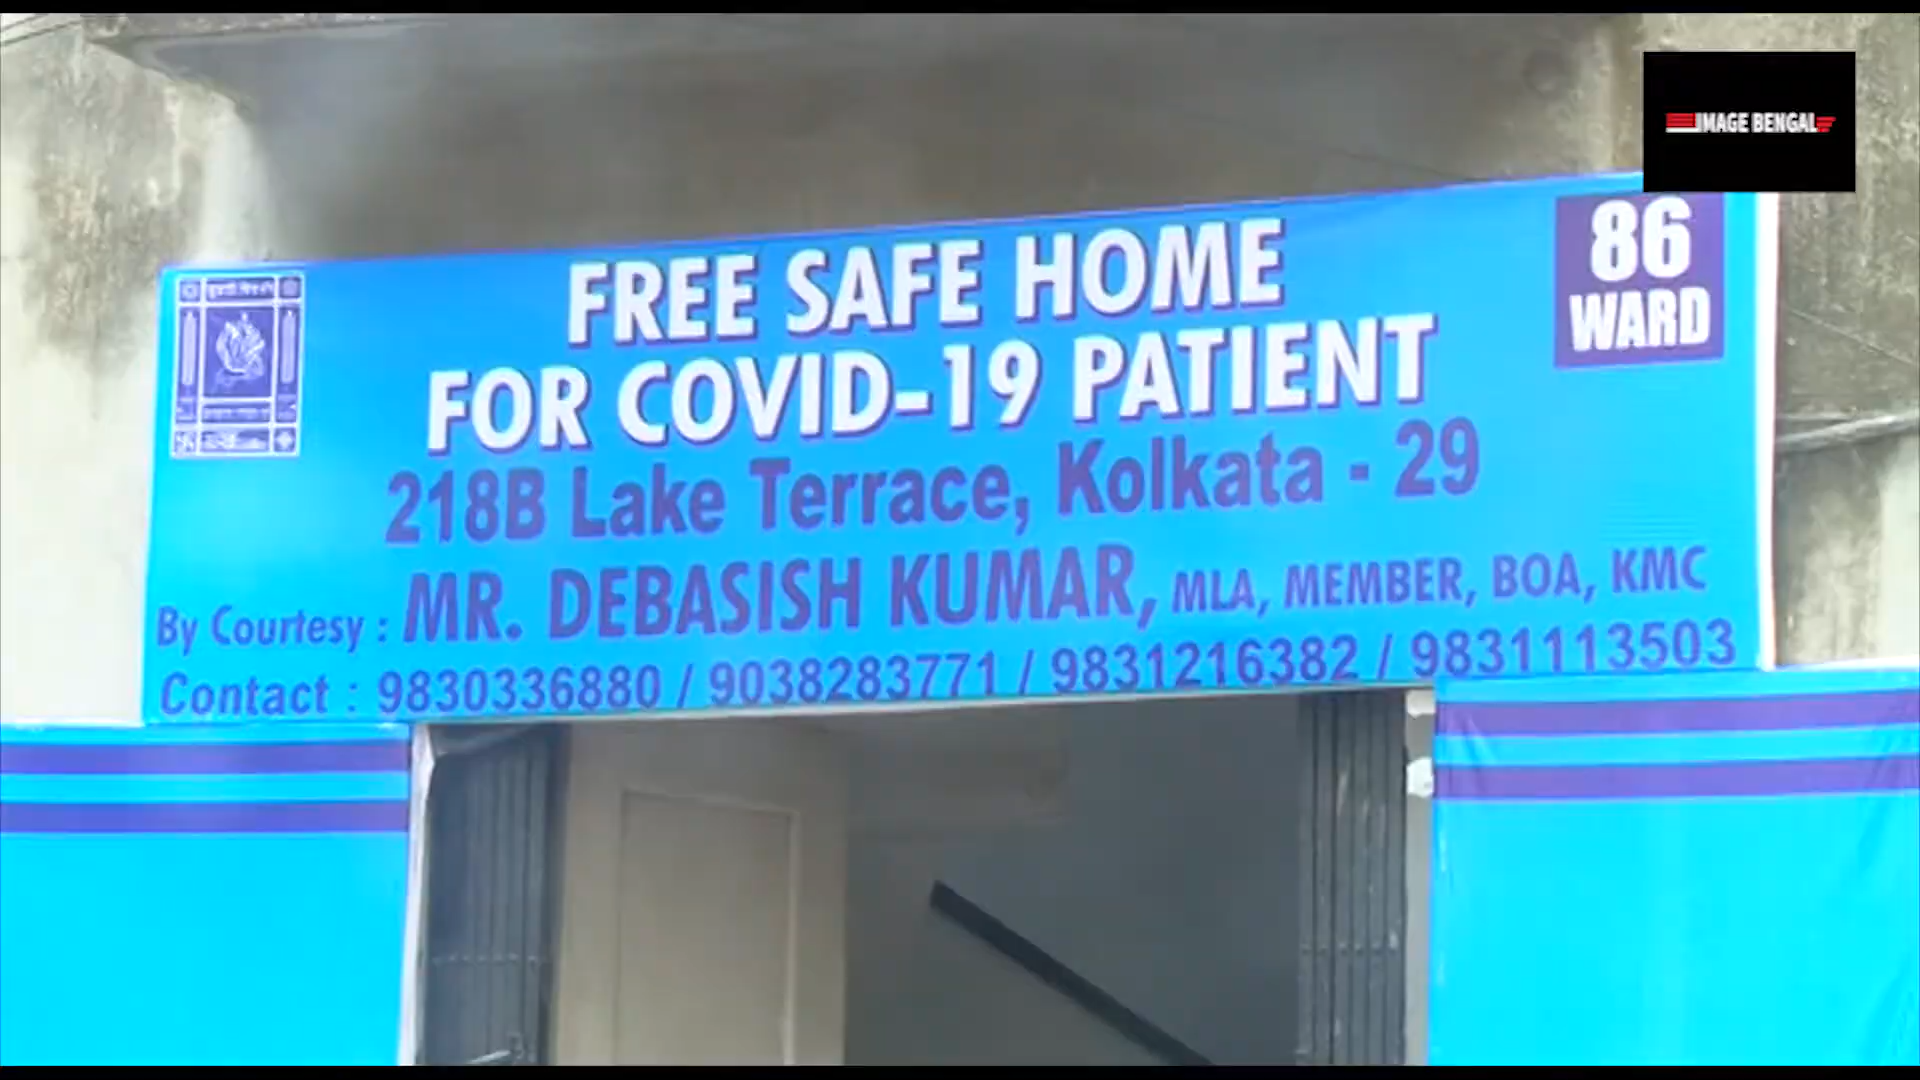 IMAGE BENGAL
86
WARD
FREE SAFE HOME
FOR COVID-19 PATIENT
218B Lake Terrace, Kolkata - 29
By Courtesy : MR. DEBASISH KUMAR, MLA, MEMBER, BOA, KMC
Contact : 9830336880 / 9038283771 / 9831216382 / 9831113503